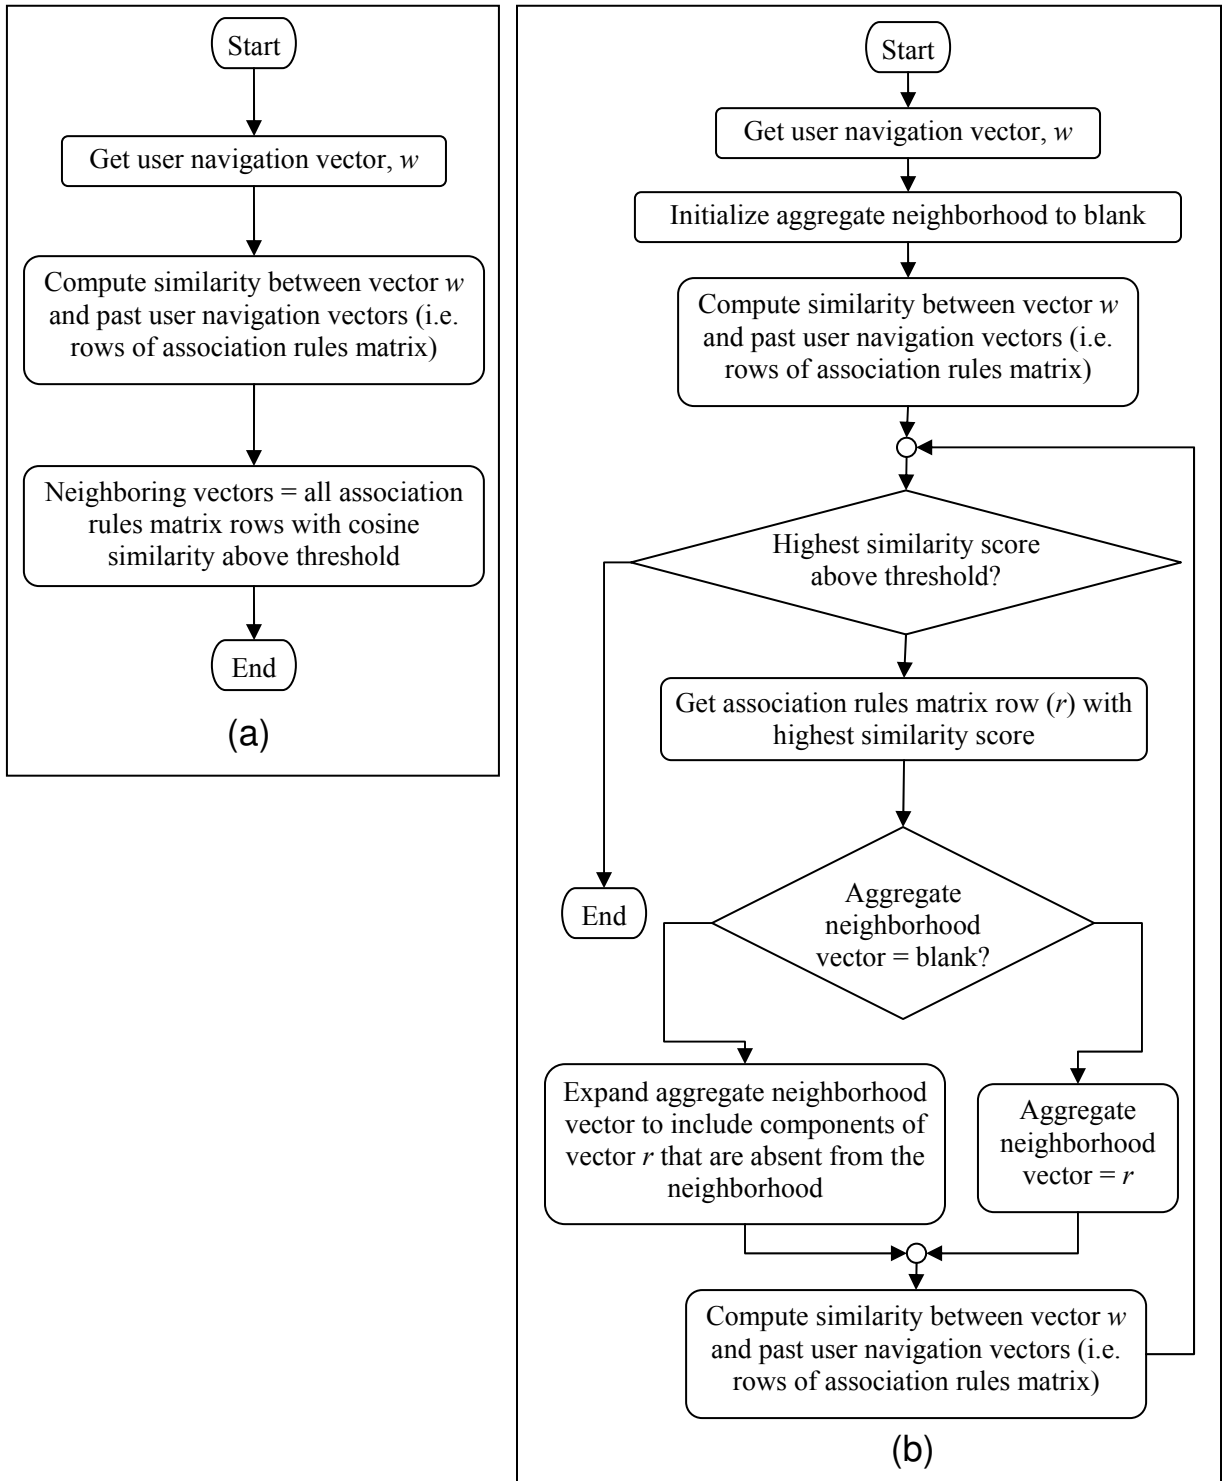 Start
Get user navigation vector, w
Compute similarity between vector w
and past user navigation vectors (i.e.
rows of association rules matrix)
Neighboring vectors = all association
rules matrix rows with cosine
similarity above threshold
End
(a)
Start
Get user navigation vector, w
Initialize aggregate neighborhood to blank
Compute similarity between vector w
and past user navigation vectors (i.e.
rows of association rules matrix)
Highest similarity score
above threshold?
Get association rules matrix row (r) with
highest similarity score
End
Aggregate
neighborhood
vector = blank?
Expand aggregate neighborhood
vector to include components of
vector r that are absent from the
neighborhood
Aggregate
neighborhood
vector = r
Compute similarity between vector w
and past user navigation vectors (i.e.
rows of association rules matrix)
(b)